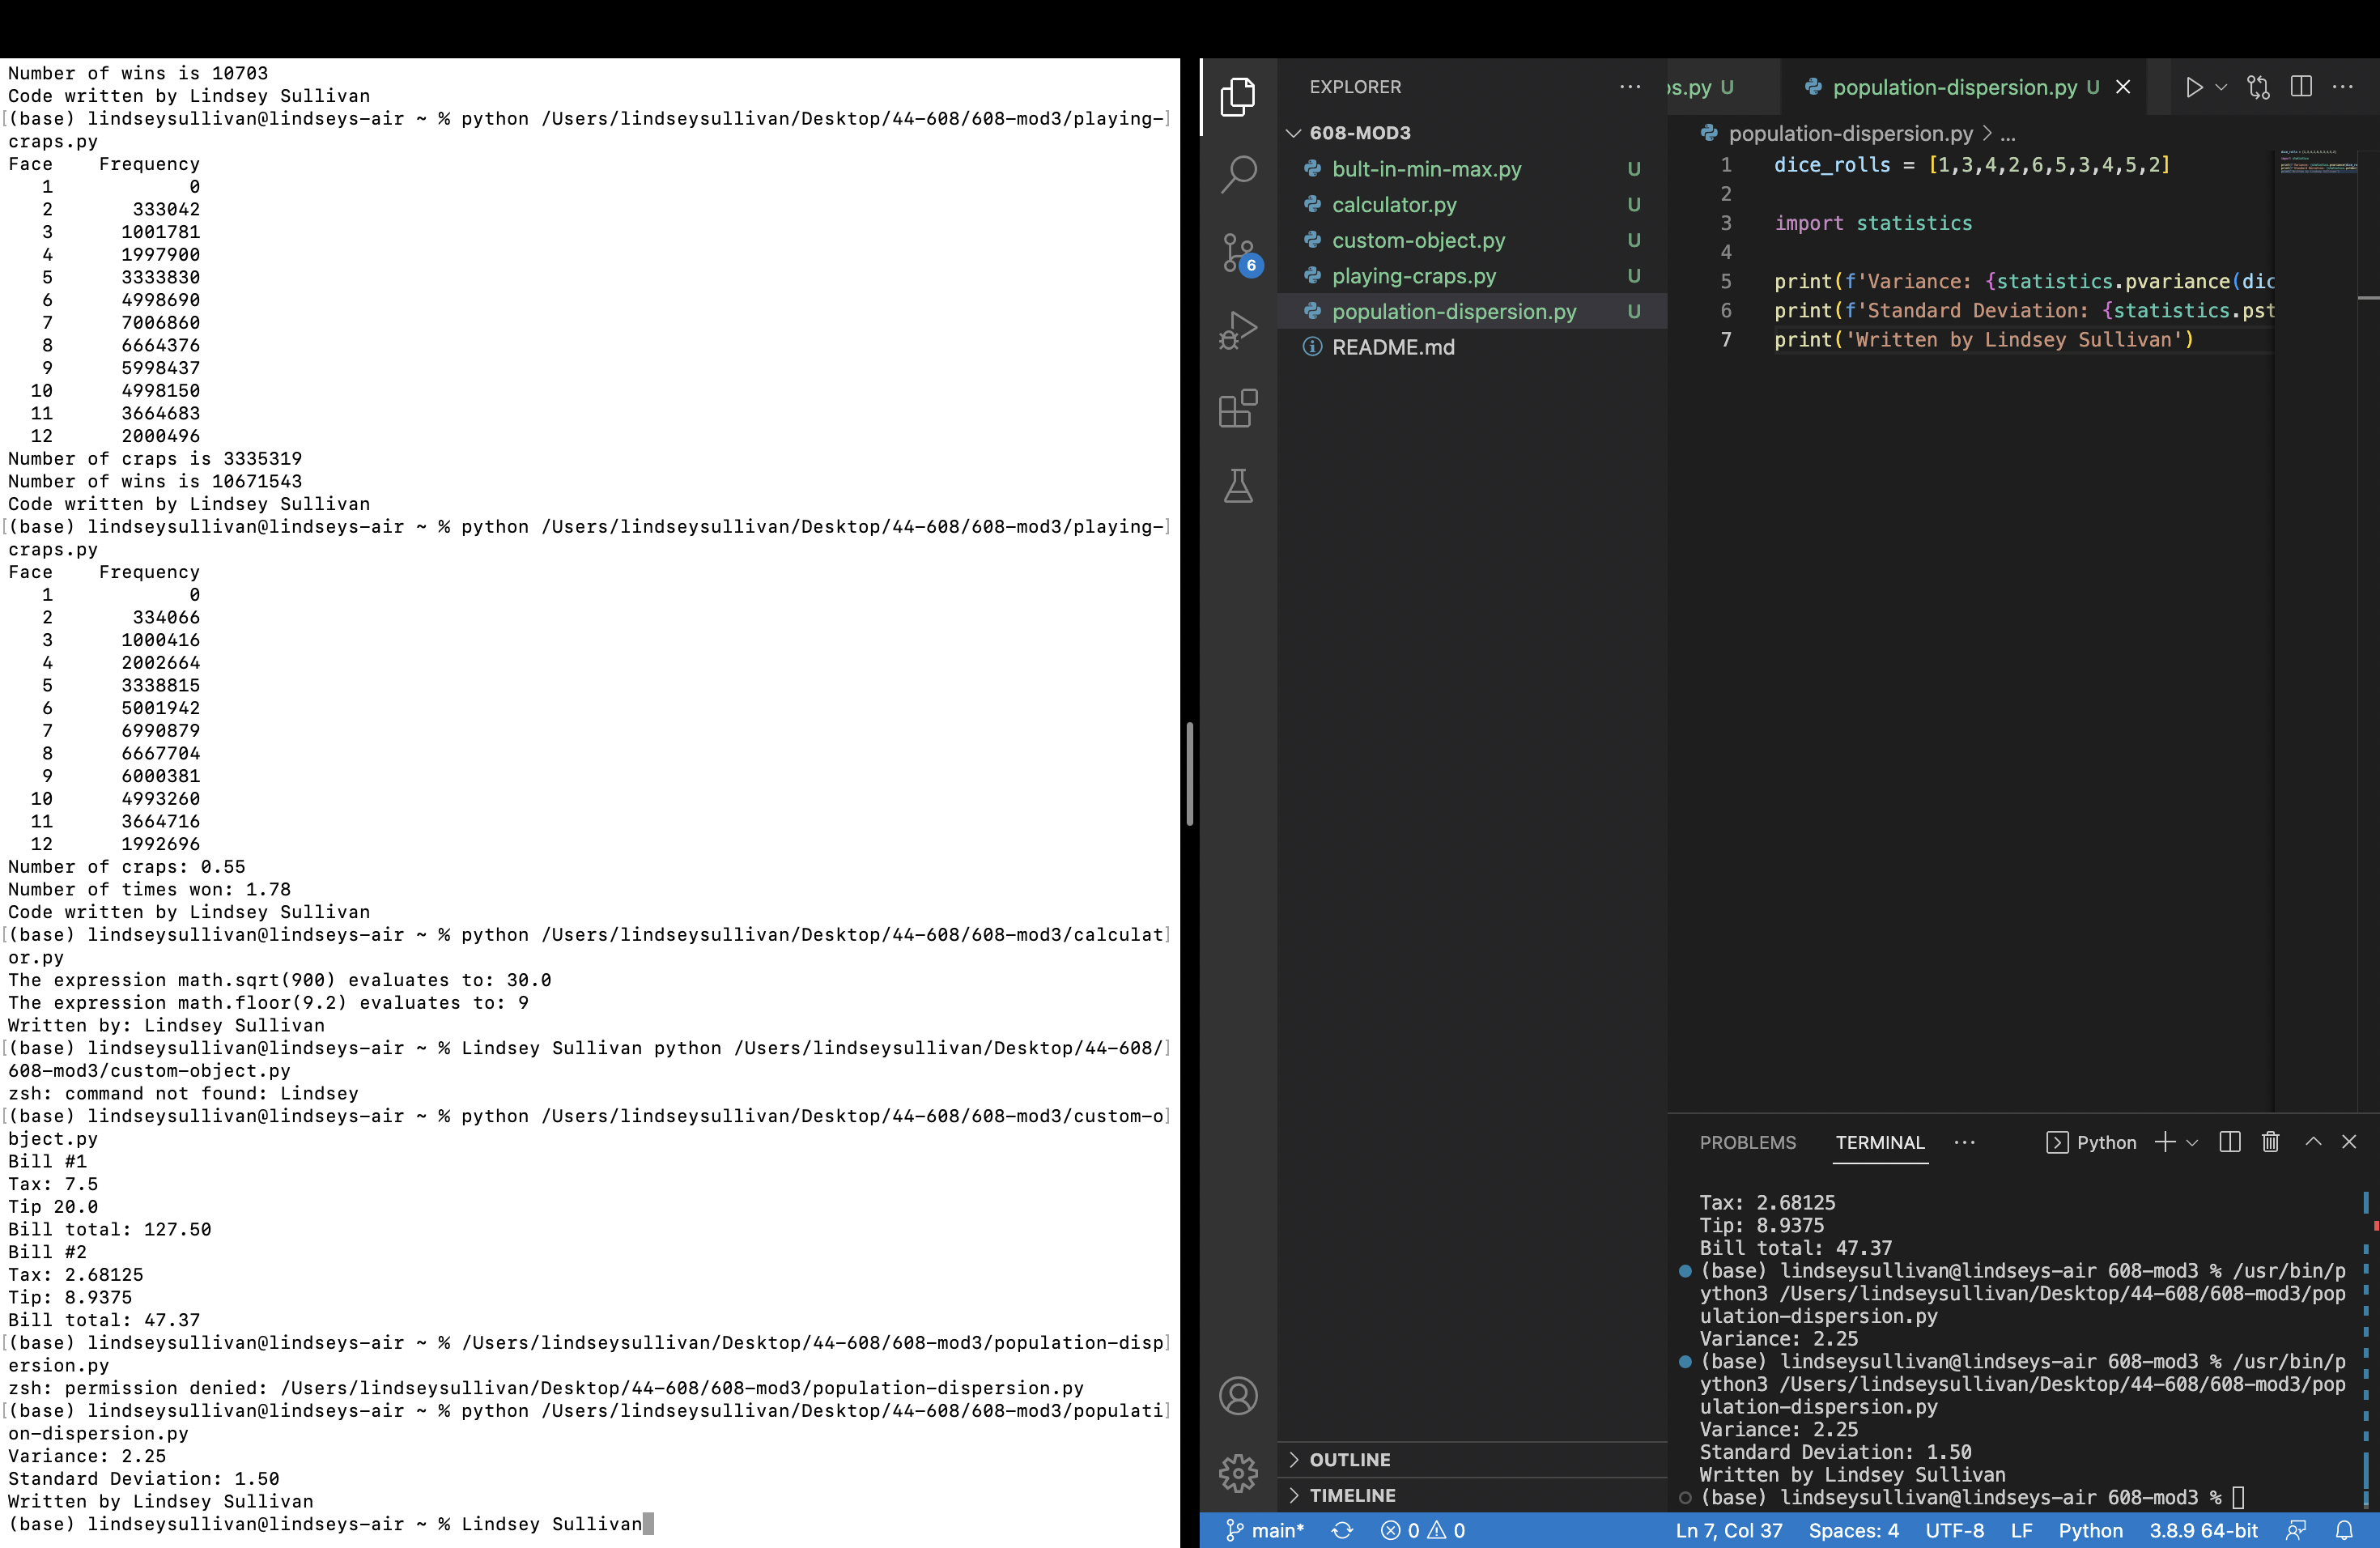 Number of wins is 10703
Code written by Lindsey Sullivan
[(base) lindseysullivan@lindseys-air ~ % python /Users/lindseysullivan/Desktop/44-608/608-mod3/playing-]
craps.py
Face    Frequency
1            0
2       333042
3      1001781
4      1997900
5      3333830
6      4998690
7      7006860
8      6664376
9      5998437
10      4998150
11      3664683
12      2000496
Number of craps is 3335319
Number of wins is 10671543
Code written by Lindsey Sullivan
[(base) lindseysullivan@lindseys-air ~ % python /Users/lindseysullivan/Desktop/44-608/608-mod3/playing-]
craps.py
Face    Frequency
1            0
2       334066
3      1000416
4      2002664
5      3338815
6      5001942
7      6990879
8      6667704
9      6000381
10      4993260
11      3664716
12      1992696
Number of craps: 0.55
Number of times won: 1.78
Code written by Lindsey Sullivan
[(base) lindseysullivan@lindseys-air ~ % python /Users/lindseysullivan/Desktop/44-608/608-mod3/calculat]
or.py
The expression math.sqrt(900) evaluates to: 30.0
The expression math.floor(9.2) evaluates to: 9
Written by: Lindsey Sullivan
[(base) lindseysullivan@lindseys-air ~ % Lindsey Sullivan python /Users/lindseysullivan/Desktop/44-608/]
608-mod3/custom-object.py
zsh: command not found: Lindsey
[(base) lindseysullivan@lindseys-air ~ % python /Users/lindseysullivan/Desktop/44-608/608-mod3/custom-o]
bject.py
Bill #1
Tax: 7.5
Tip 20.0
Bill total: 127.50
Bill #2
Tax: 2.68125
Tip: 8.9375
Bill total: 47.37
[(base) lindseysullivan@lindseys-air ~ % /Users/lindseysullivan/Desktop/44-608/608-mod3/population-disp]
ersion.py
zsh: permission denied: /Users/lindseysullivan/Desktop/44-608/608-mod3/population-dispersion.py
[(base) lindseysullivan@lindseys-air ~ % python /Users/lindseysullivan/Desktop/44-608/608-mod3/populati]
on-dispersion.py
Variance: 2.25
Standard Deviation: 1.50
Written by Lindsey Sullivan
(base) lindseysullivan@lindseys-air ~ % Lindsey Sullivan
EXPLORER
608-MOD3
bult-in-min-max.py U
calculator.py U
custom-object.py U
playing-craps.py U
population-dispersion.py U
README.md
OUTLINE
TIMELINE
6
os.py U
population-dispersion.py U
population-dispersion.py > ...
1 dice_rolls = [1,3,4,2,6,5,3,4,5,2]
2
3 import statistics
4
5 print(f'Variance: {statistics.pvariance(dic
6 print(f'Standard Deviation: {statistics.pst
7 print('Written by Lindsey Sullivan')
PROBLEMS TERMINAL ... Python
Tax: 2.68125
Tip: 8.9375
Bill total: 47.37
(base) lindseysullivan@lindseys-air 608-mod3 % /usr/bin/p
ython3 /Users/lindseysullivan/Desktop/44-608/608-mod3/pop
ulation-dispersion.py
Variance: 2.25
(base) lindseysullivan@lindseys-air 608-mod3 % /usr/bin/p
ython3 /Users/lindseysullivan/Desktop/44-608/608-mod3/pop
ulation-dispersion.py
Variance: 2.25
Standard Deviation: 1.50
Written by Lindsey Sullivan
(base) lindseysullivan@lindseys-air 608-mod3 %
main* 0 0 Ln 7, Col 37 Spaces: 4 UTF-8 LF Python 3.8.9 64-bit